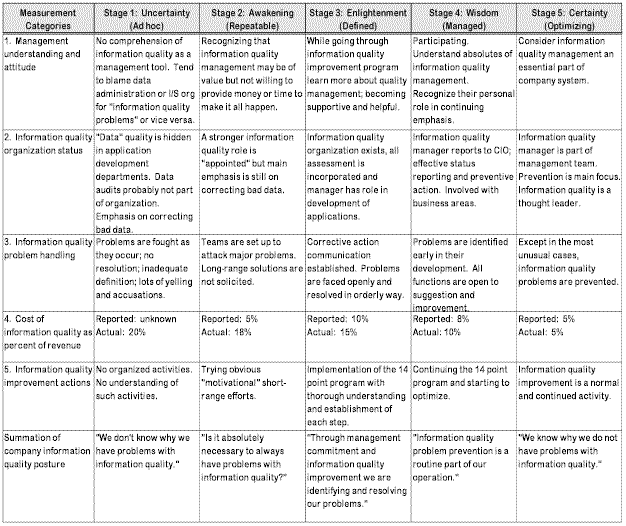 Measurement
Categories
Stage 1: Uncertainty
(Ad hoc)
Stage 2: Awakening
(Repeatable)
Stage 3: Enlightenment
(Defined)
Stage 4: Wisdom
(Managed)
Stage 5: Certainty
(Optimizing)
1. Management
understanding and
attitude
No comprehension of
information quality as a
management tool. Tend
to blame data
administration or I/S org
for "information quality
problems" or vice versa.
Recognizing that
information quality
management may be of
value but not willing to
provide money or time to
make it all happen.
While going through
information quality
improvement program
learn more about quality
management; becoming
supportive and helpful.
Participating.
Understand absolutes of
information quality
management.
Recognize their personal
role in continuing
emphasis.
Consider information
quality management an
essential part of
company system.
2. Information quality
organization status
"Data" quality is hidden
in application
development
departments. Data
audits probably not part
of organization.
Emphasis on correcting
bad data.
A stronger information
quality role is
"appointed" but main
emphasis is still on
correcting bad data.
Information quality
organization exists, all
assessment is
incorporated and
manager has role in
development of
applications.
Information quality
manager reports to CIO;
effective status
reporting and preventive
action. Involved with
business areas.
Information quality
manager is part of
management team.
Prevention is main focus.
Information quality is a
thought leader.
3. Information quality
problem handling
Problems are fought as
they occur; no
resolution; inadequate
definition; lots of yelling
and accusations.
Teams are set up to
attack major problems.
Long-range solutions are
not solicited.
Corrective action
communication
established. Problems
are faced openly and
resolved in orderly way.
Problems are identified
early in their
development. All
functions are open to
suggestion and
improvement.
Except in the most
unusual cases,
information quality
problems are prevented.
4. Cost of
information quality as
percent of revenue
Reported: unknown
Actual: 20%
Reported: 5%
Actual: 18%
Reported: 10%
Actual: 15%
Reported: 8%
Actual: 10%
Reported: 5%
Actual: 5%
5. Information quality
improvement actions
No organized activities.
No understanding of
such activities.
Trying obvious
"motivational" short-
range efforts.
Implementation of the 14
point program with
thorough understanding
and establishment of
each step.
Continuing the 14 point
program and starting to
optimize.
Information quality
improvement is a normal
and continued activity.
Summation of
company information
quality posture
"We don't know why we
have problems with
information quality."
"Is it absolutely
necessary to always
have problems with
information quality?"
"Through management
commitment and
information quality
improvement we are
identifying and resolving
our problems."
"Information quality
problem prevention is a
routine part of our
operation."
"We know why we do not
have problems with
information quality."